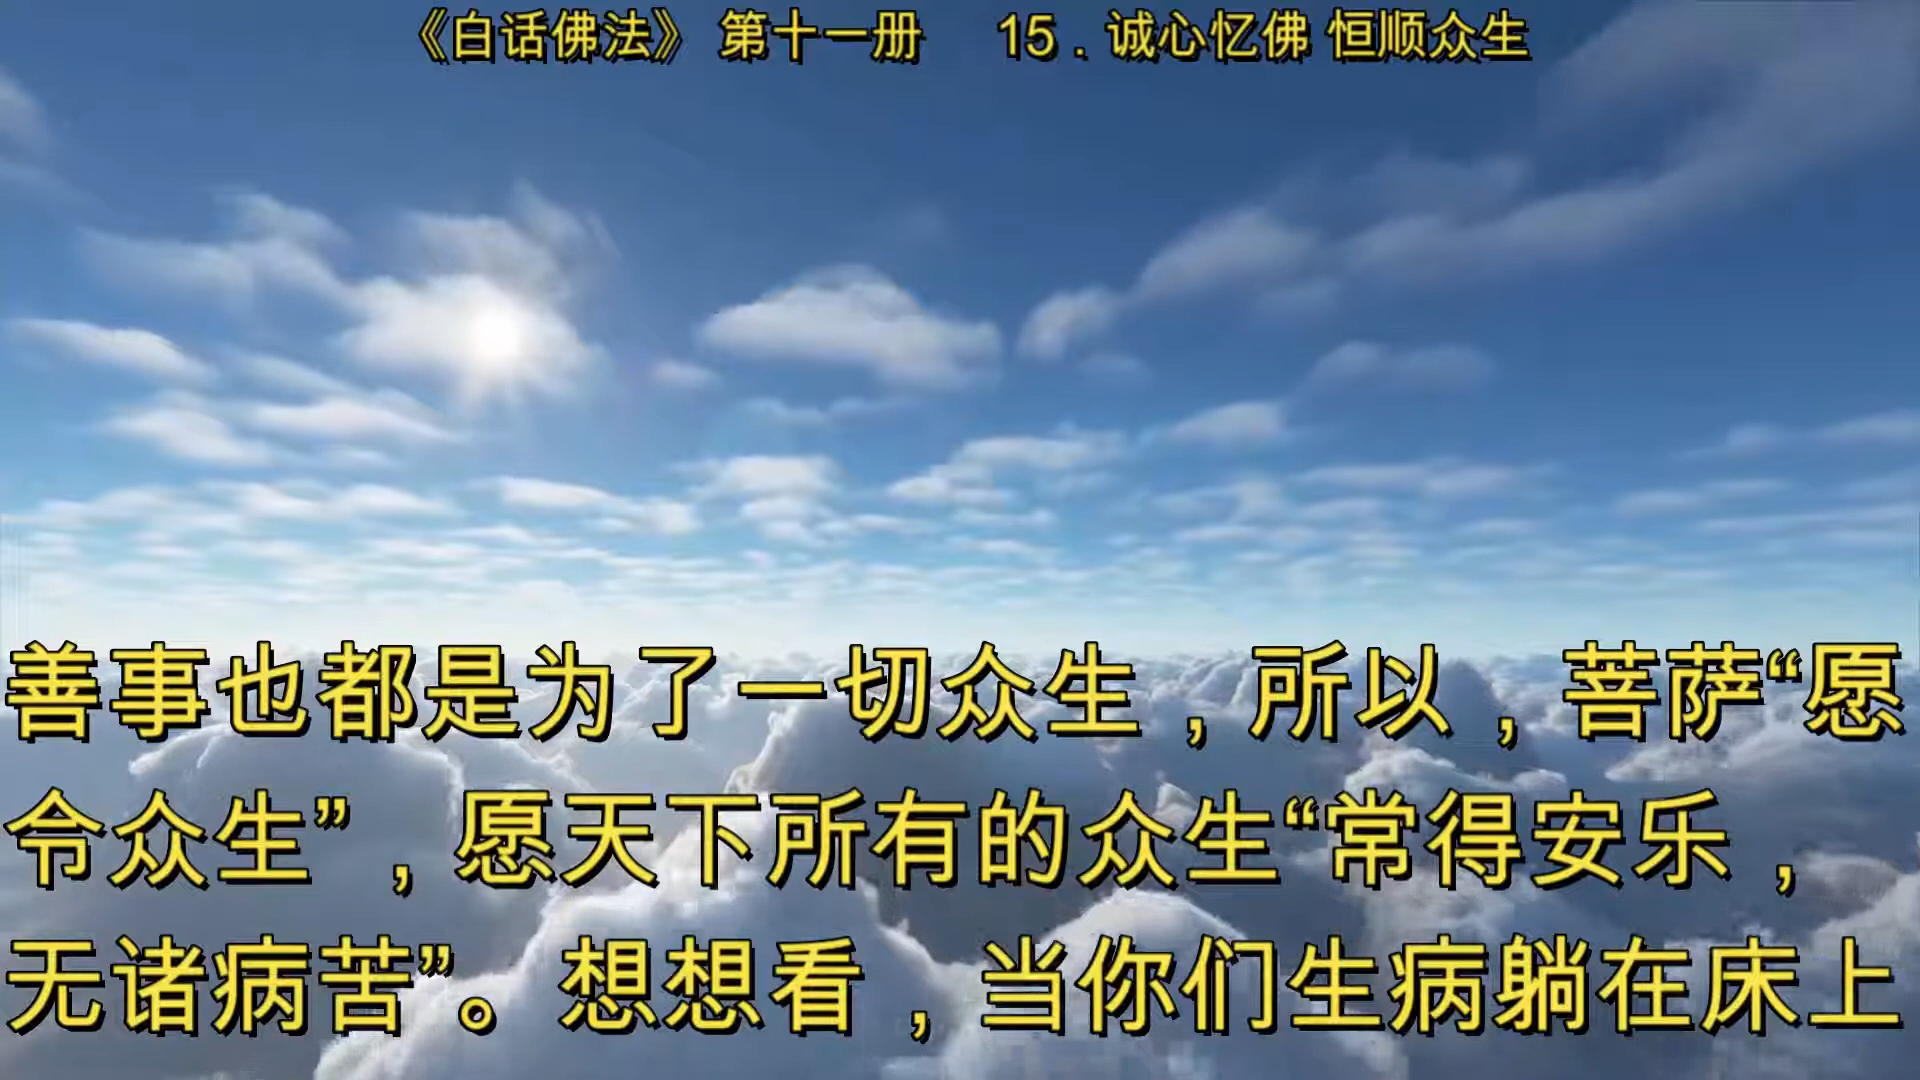 《白话佛法》 第十一册 15．诚心忆佛 恒顺众生
善事也都是为了一切众生，所以，菩萨“愿
令众生”，愿天下所有的众生“常得安乐，
无诸病苦”。想想看，当你们生病躺在床上